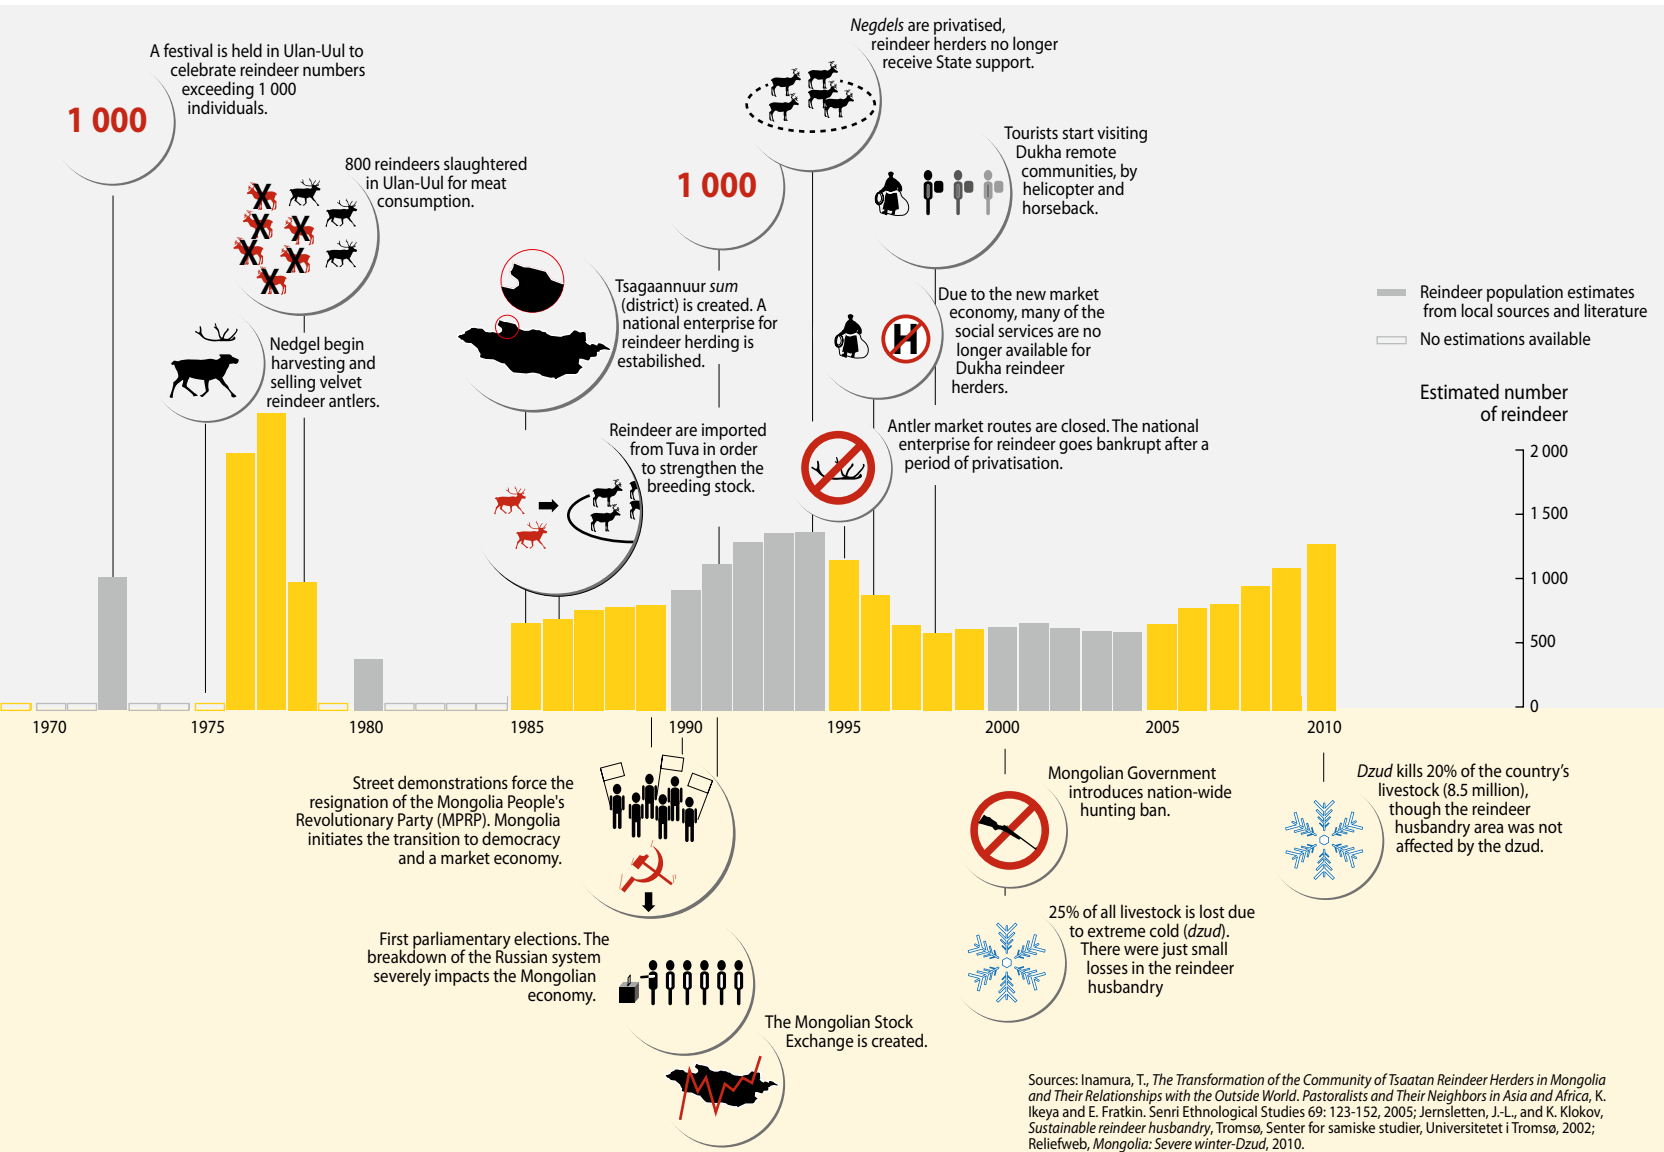 A festival is held in Ulan-Uul to
celebrate reindeer numbers
exceeding 1 000
individuals.
1 000
800 reindeers slaughtered
in Ulan-Uul for meat
consumption.
Nedgel begin
harvesting and
selling velvet
reindeer antlers.
Tsagaannuur sum
(district) is created. A
national enterprise for
reindeer herding is
estabilished.
Reindeer are imported
from Tuva in order
to strengthen the
breeding stock.
1 000
Negdels are privatised,
reindeer herders no longer
receive State support.
Tourists start visiting
Dukha remote
communities, by
helicopter and
horseback.
Due to the new market
economy, many of the
social services are no
longer available for
Dukha reindeer
herders.
H
Antler market routes are closed. The national
enterprise for reindeer goes bankrupt after a
period of privatisation.
Reindeer population estimates
from local sources and literature
No estimations available
Estimated number
of reindeer
2 000
1 500
1 000
500
0
1970
1975
1980
1985
1990
1995
2000
2005
2010
Street demonstrations force the
resignation of the Mongolia People's
Revolutionary Party (MPRP). Mongolia
initiates the transition to democracy
and a market economy.
First parliamentary elections. The
breakdown of the Russian system
severely impacts the Mongolian
economy.
The Mongolian Stock
Exchange is created.
Mongolian Government
introduces nation-wide
hunting ban.
25% of all livestock is lost due
to extreme cold (dzud).
There were just small
losses in the reindeer
husbandry
Dzud kills 20% of the country's
livestock (8.5 million),
though the reindeer
husbandry area was not
affected by the dzud.
Sources: Inamura, T., The Transformation of the Community of Tsaatan Reindeer Herders in Mongolia
and Their Relationships with the Outside World. Pastoralists and Their Neighbors in Asia and Africa, K.
Ikeya and E. Fratkin. Senri Ethnological Studies 69: 123-152, 2005; Jernsletten, J.-L., and K. Klokov,
Sustainable reindeer husbandry, Tromsø, Senter for samiske studier, Universitetet i Tromsø, 2002;
Reliefweb, Mongolia: Severe winter-Dzud, 2010.